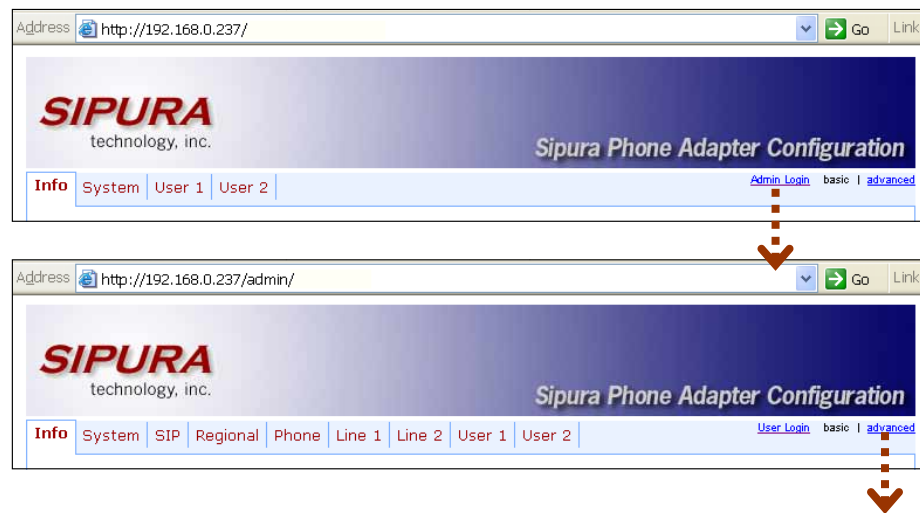 Address http://192.168.0.237/ Go Link
SIPURA
technology, inc.
Sipura Phone Adapter Configuration
Info System User 1 User 2 Admin Login basic | advanced
Address http://192.168.0.237/admin/ Go Link
SIPURA
technology, inc.
Sipura Phone Adapter Configuration
Info System SIP Regional Phone Line 1 Line 2 User 1 User 2 User Login basic | advanced